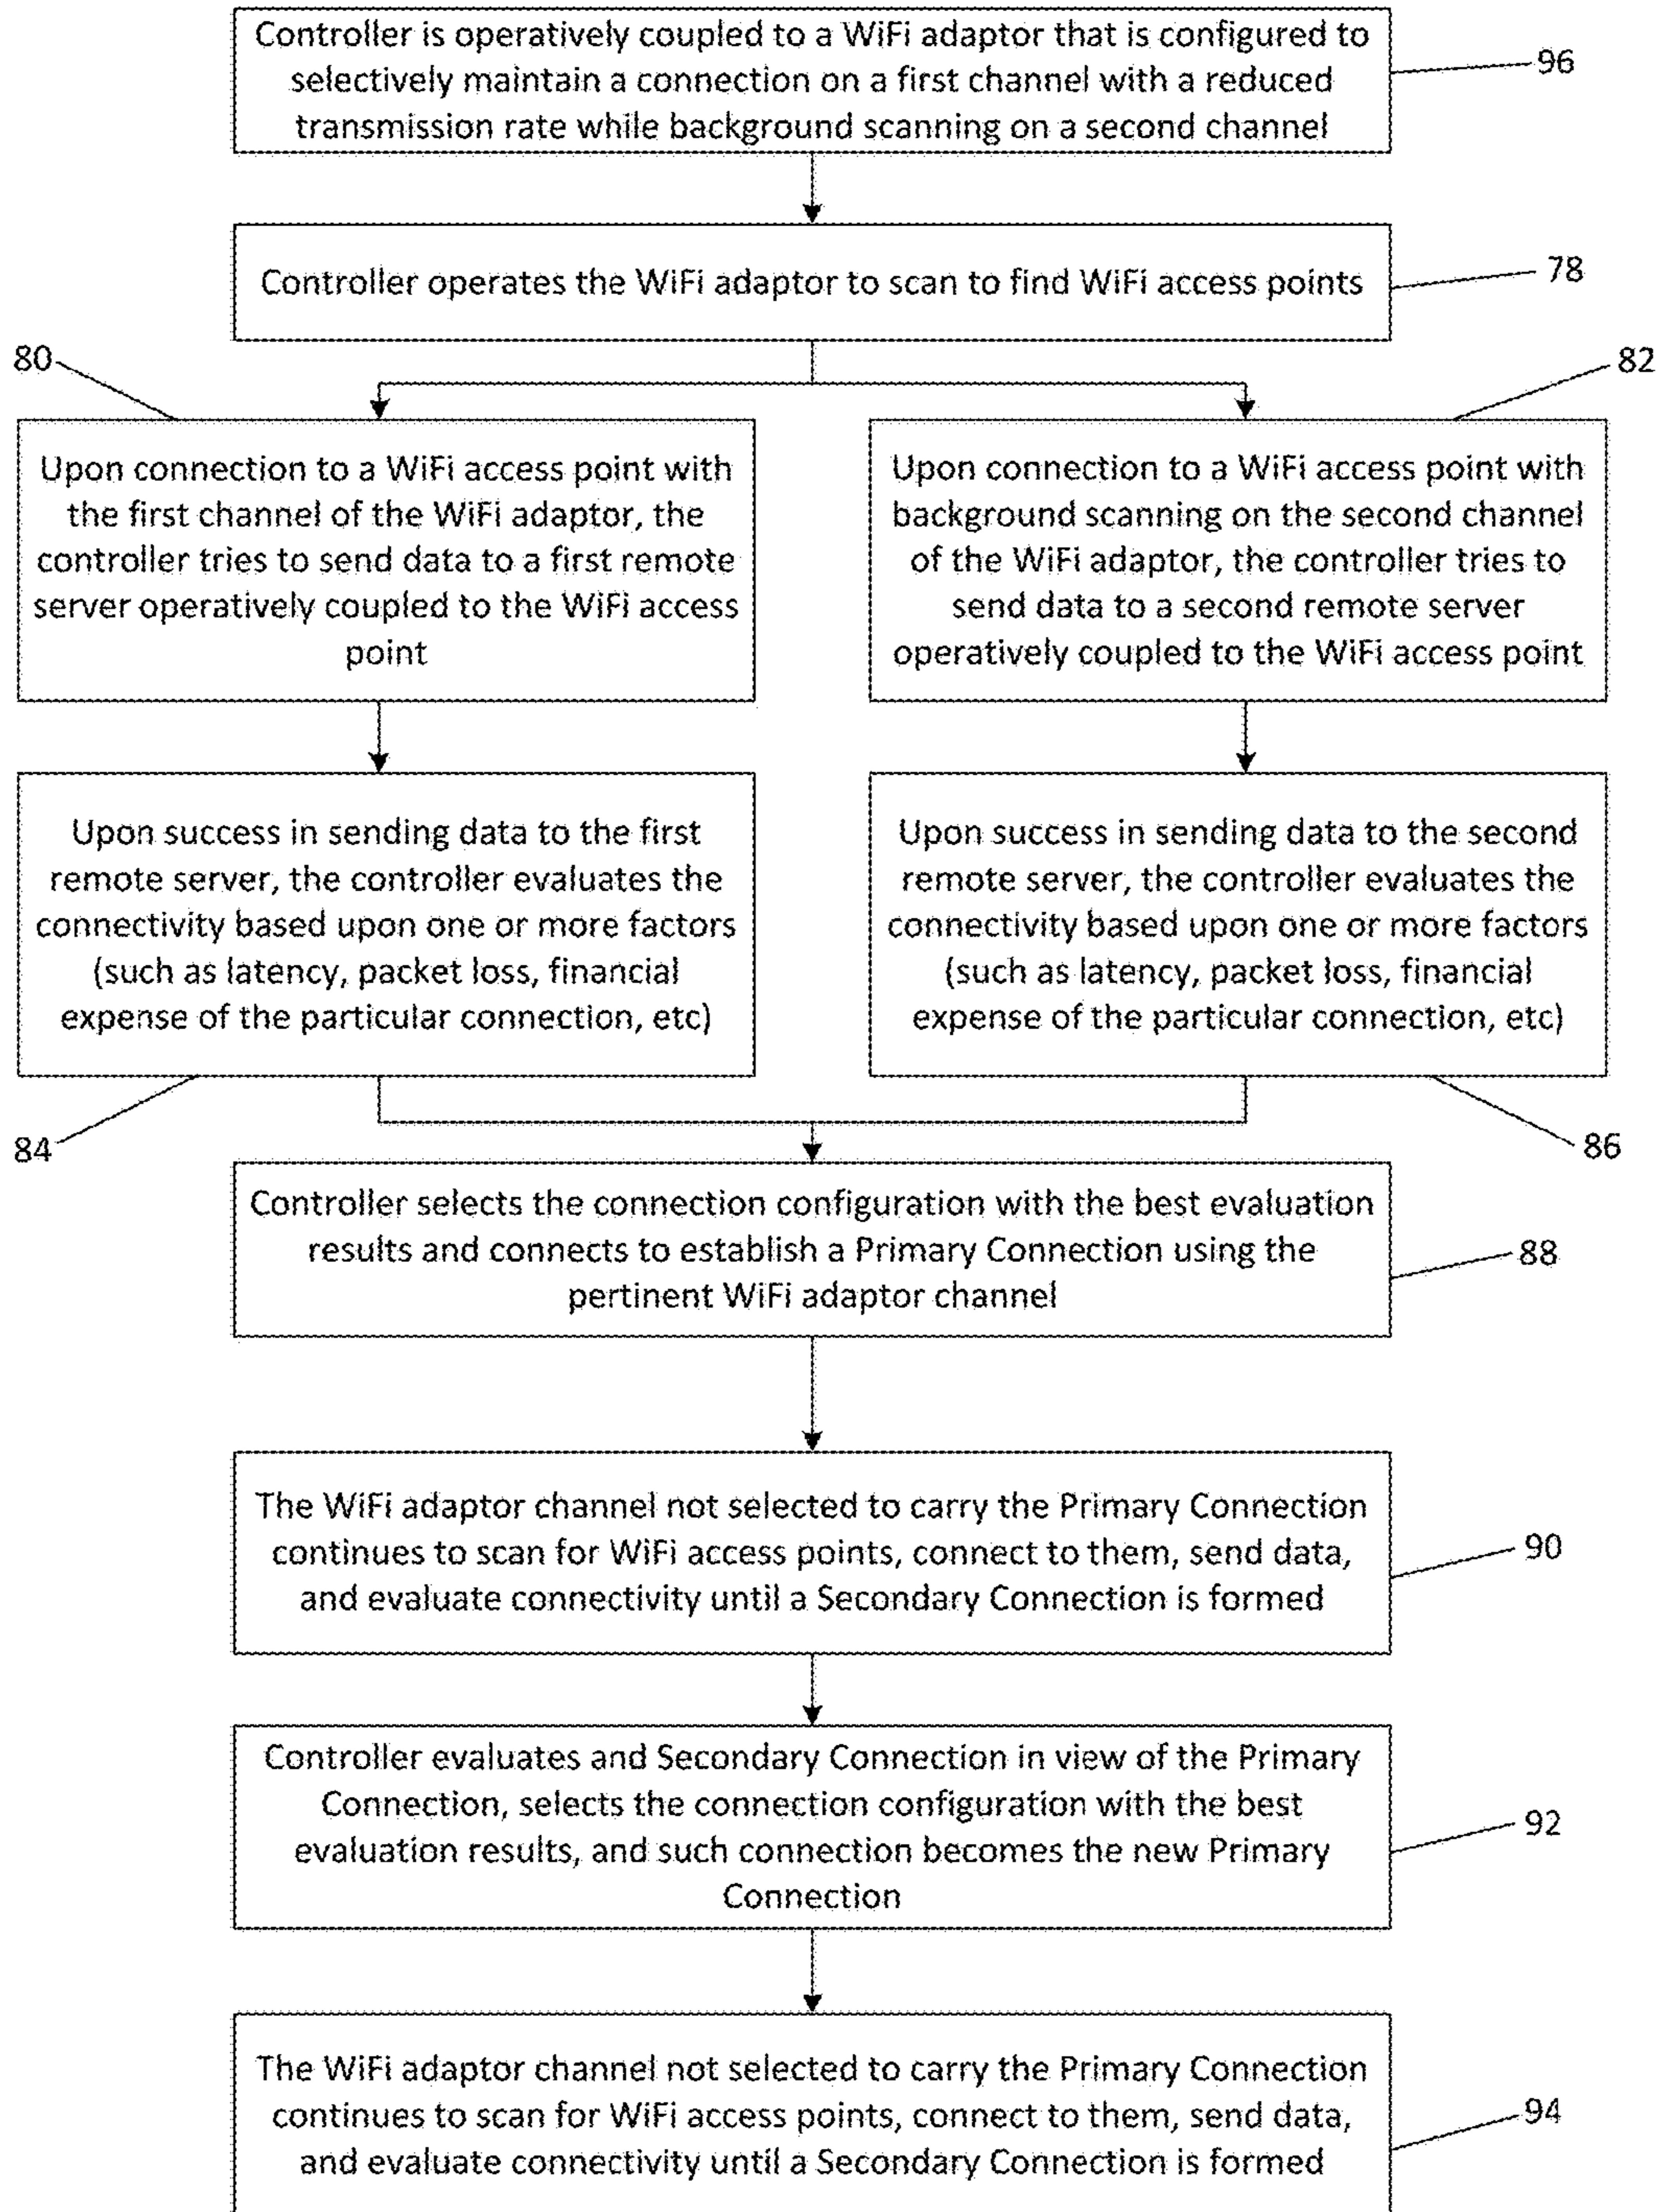 Controller is operatively coupled to a WiFi adaptor that is configured to
selectively maintain a connection on a first channel with a reduced
transmission rate while background scanning on a second channel
96
Controller operates the WiFi adaptor to scan to find WiFi access points
78
80
82
Upon connection to a WiFi access point with
the first channel of the WiFi adaptor, the
controller tries to send data to a first remote
server operatively coupled to the WiFi access
point
Upon connection to a WiFi access point with
background scanning on the second channel
of the WiFi adaptor, the controller tries to
send data to a second remote server
operatively coupled to the WiFi access point
Upon success in sending data to the first
remote server, the controller evaluates the
connectivity based upon one or more factors
(such as latency, packet loss, financial
expense of the particular connection, etc)
Upon success in sending data to the second
remote server, the controller evaluates the
connectivity based upon one or more factors
(such as latency, packet loss, financial
expense of the particular connection, etc)
84
86
Controller selects the connection configuration with the best evaluation
results and connects to establish a Primary Connection using the
pertinent WiFi adaptor channel
88
The WiFi adaptor channel not selected to carry the Primary Connection
continues to scan for WiFi access points, connect to them, send data,
and evaluate connectivity until a Secondary Connection is formed
90
Controller evaluates and Secondary Connection in view of the Primary
Connection, selects the connection configuration with the best
evaluation results, and such connection becomes the new Primary
Connection
92
The WiFi adaptor channel not selected to carry the Primary Connection
continues to scan for WiFi access points, connect to them, send data,
and evaluate connectivity until a Secondary Connection is formed
94